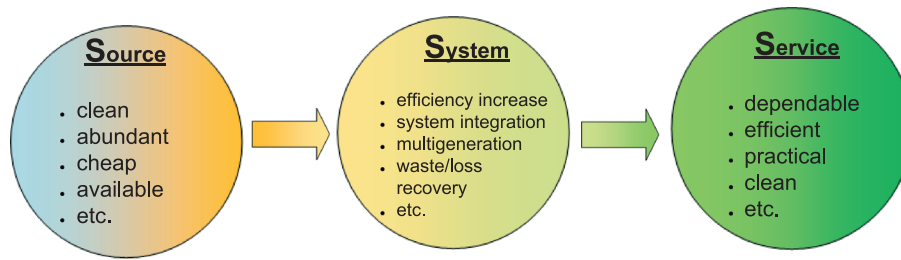 Source
• clean
• abundant
• cheap
• available
• etc.
System
• efficiency increase
• system integration
• multigeneration
• waste/loss
recovery
• etc.
Service
• dependable
• efficient
• practical
• clean
• etc.